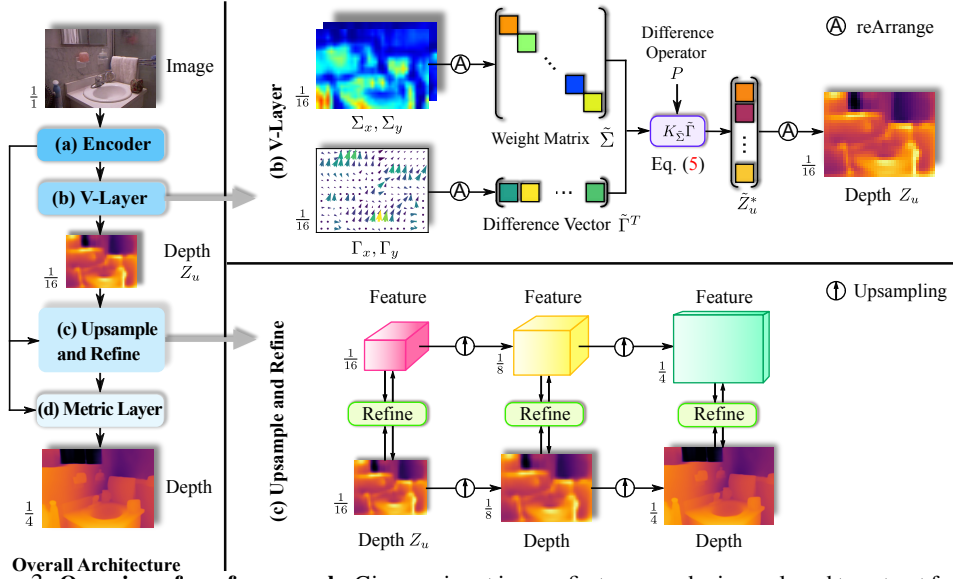 Image
1/1
(a) Encoder
(b) V-Layer
Depth
Z_u
1/16
(c) Upsample
and Refine
(d) Metric Layer
Depth
1/4
Overall Architecture
(b) V-Layer
1/16
Σ_x, Σ_y
A
Weight Matrix Σ̃
1/16
Γ_x, Γ_y
A
Difference Vector Γ̃^T
Difference
Operator
P
K_Σ̃ Γ̃
Eq. (5)
Z̃_u^*
A
1/16
Depth Z_u
A reArrange
(c) Upsample and Refine
Upsampling
Feature
Feature
Feature
1/16
1/8
1/4
Refine
Refine
Refine
1/16
1/8
1/4
Depth Z_u
Depth
Depth